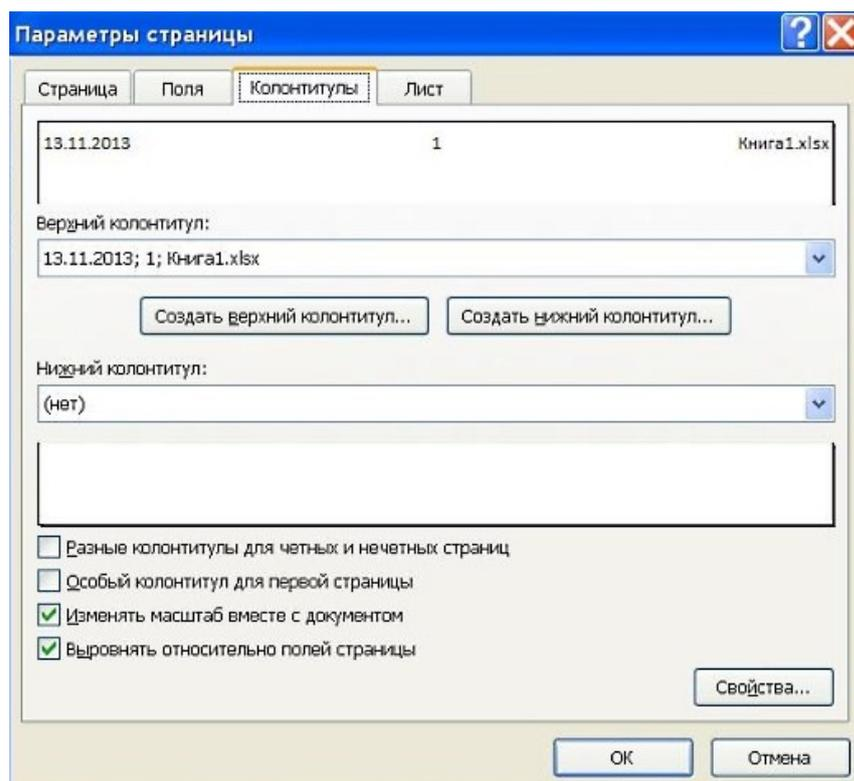 Параметры страницы
Страница Поля Колонтитулы Лист
13.11.2013 1 Книга1.xlsx
Верхний колонтитул:
13.11.2013; 1; Книга1.xlsx
Создать верхний колонтитул... Создать нижний колонтитул...
Нижний колонтитул:
(нет)
Разные колонтитулы для четных и нечетных страниц
Особый колонтитул для первой страницы
Изменять масштаб вместе с документом
Выровнять относительно полей страницы
Свойства...
ОК Отмена